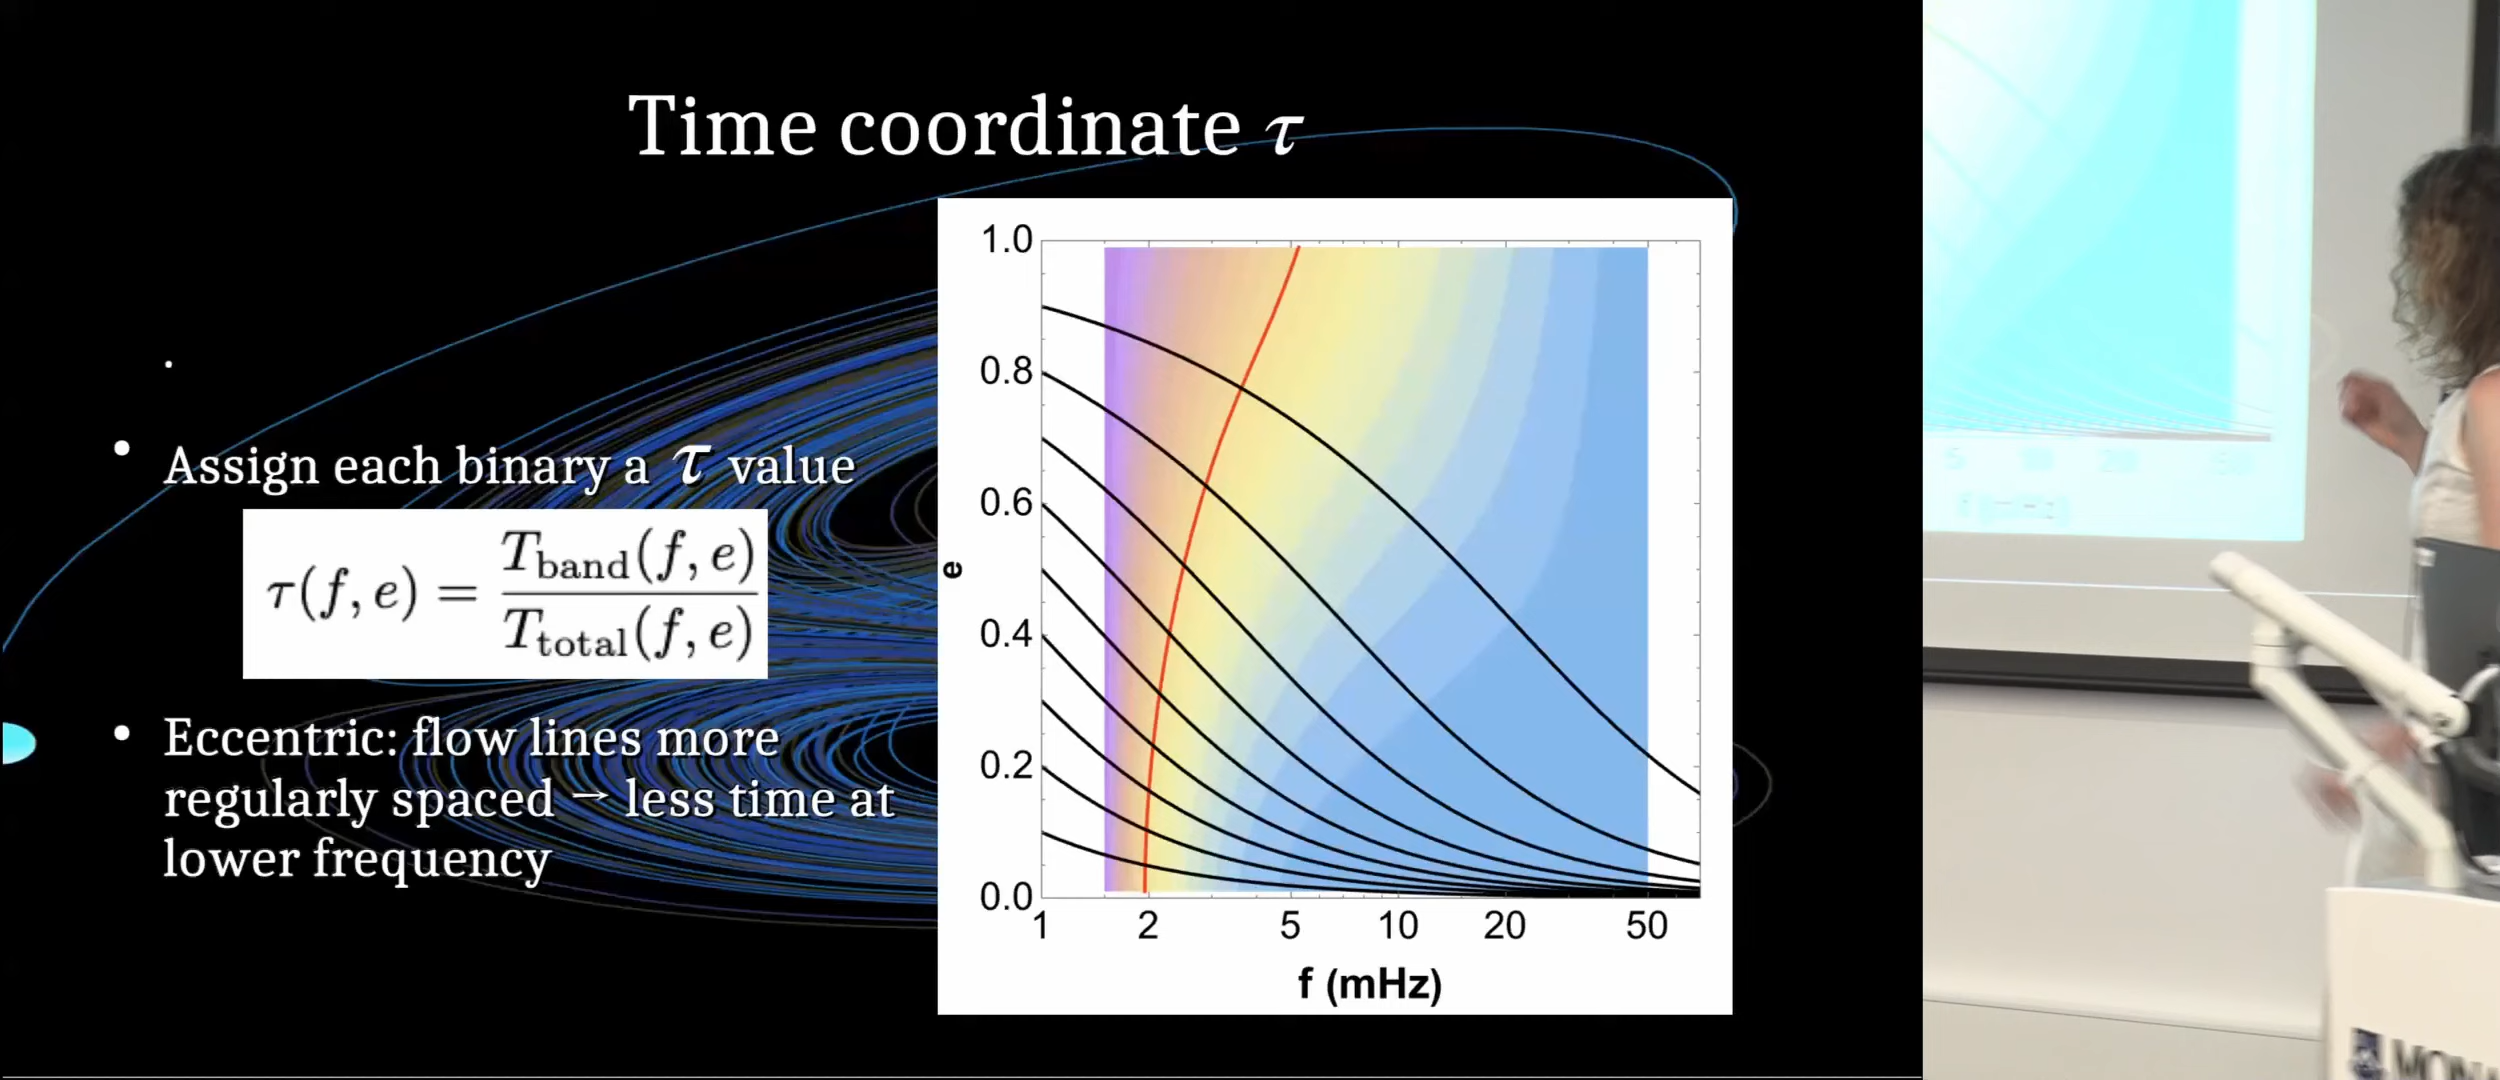 Time coordinate τ
• Assign each binary a τ value
τ(f, e) = T_band(f, e) / T_total(f, e)
• Eccentric: flow lines more
regularly spaced → less time at
lower frequency
1.0
0.8
0.6
0.4
0.2
0.0
e
1 2 5 10 20 50
f (mHz)